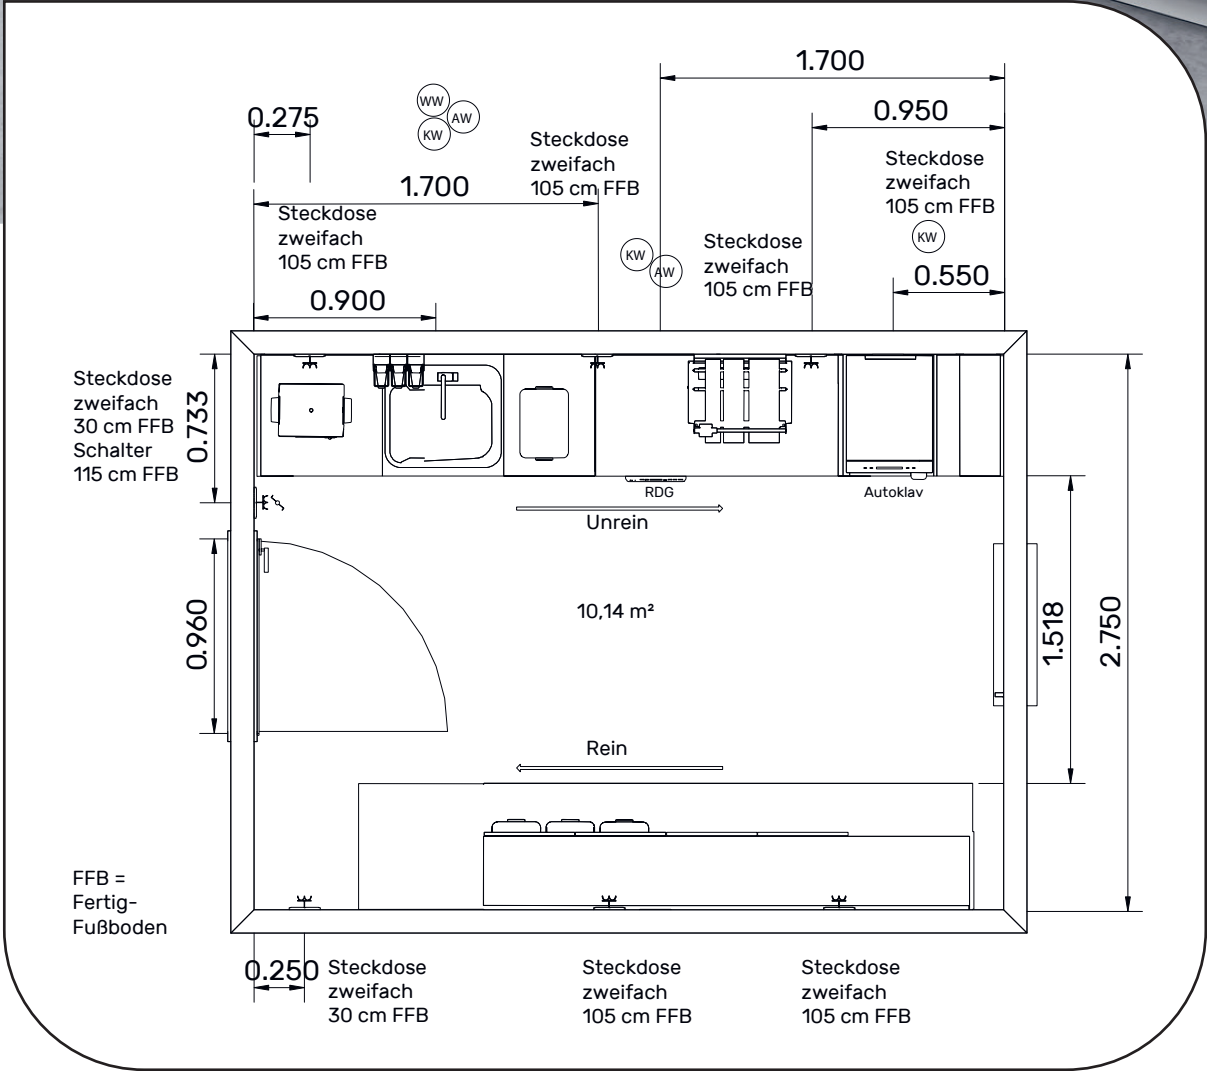 1.700
0.275
WW
AW
KW
0.950
Steckdose
zweifach
105 cm FFB
Steckdose
zweifach
105 cm FFB
1.700
Steckdose
zweifach
105 cm FFB
KW
KW
AW
Steckdose
zweifach
105 cm FFB
0.550
0.900
Steckdose
zweifach
30 cm FFB
Schalter
115 cm FFB
0.733
RDG
Autoklav
Unrein
10,14 m²
0.960
1.518
2.750
Rein
FFB =
Fertig-
Fußboden
0.250
Steckdose
zweifach
30 cm FFB
Steckdose
zweifach
105 cm FFB
Steckdose
zweifach
105 cm FFB